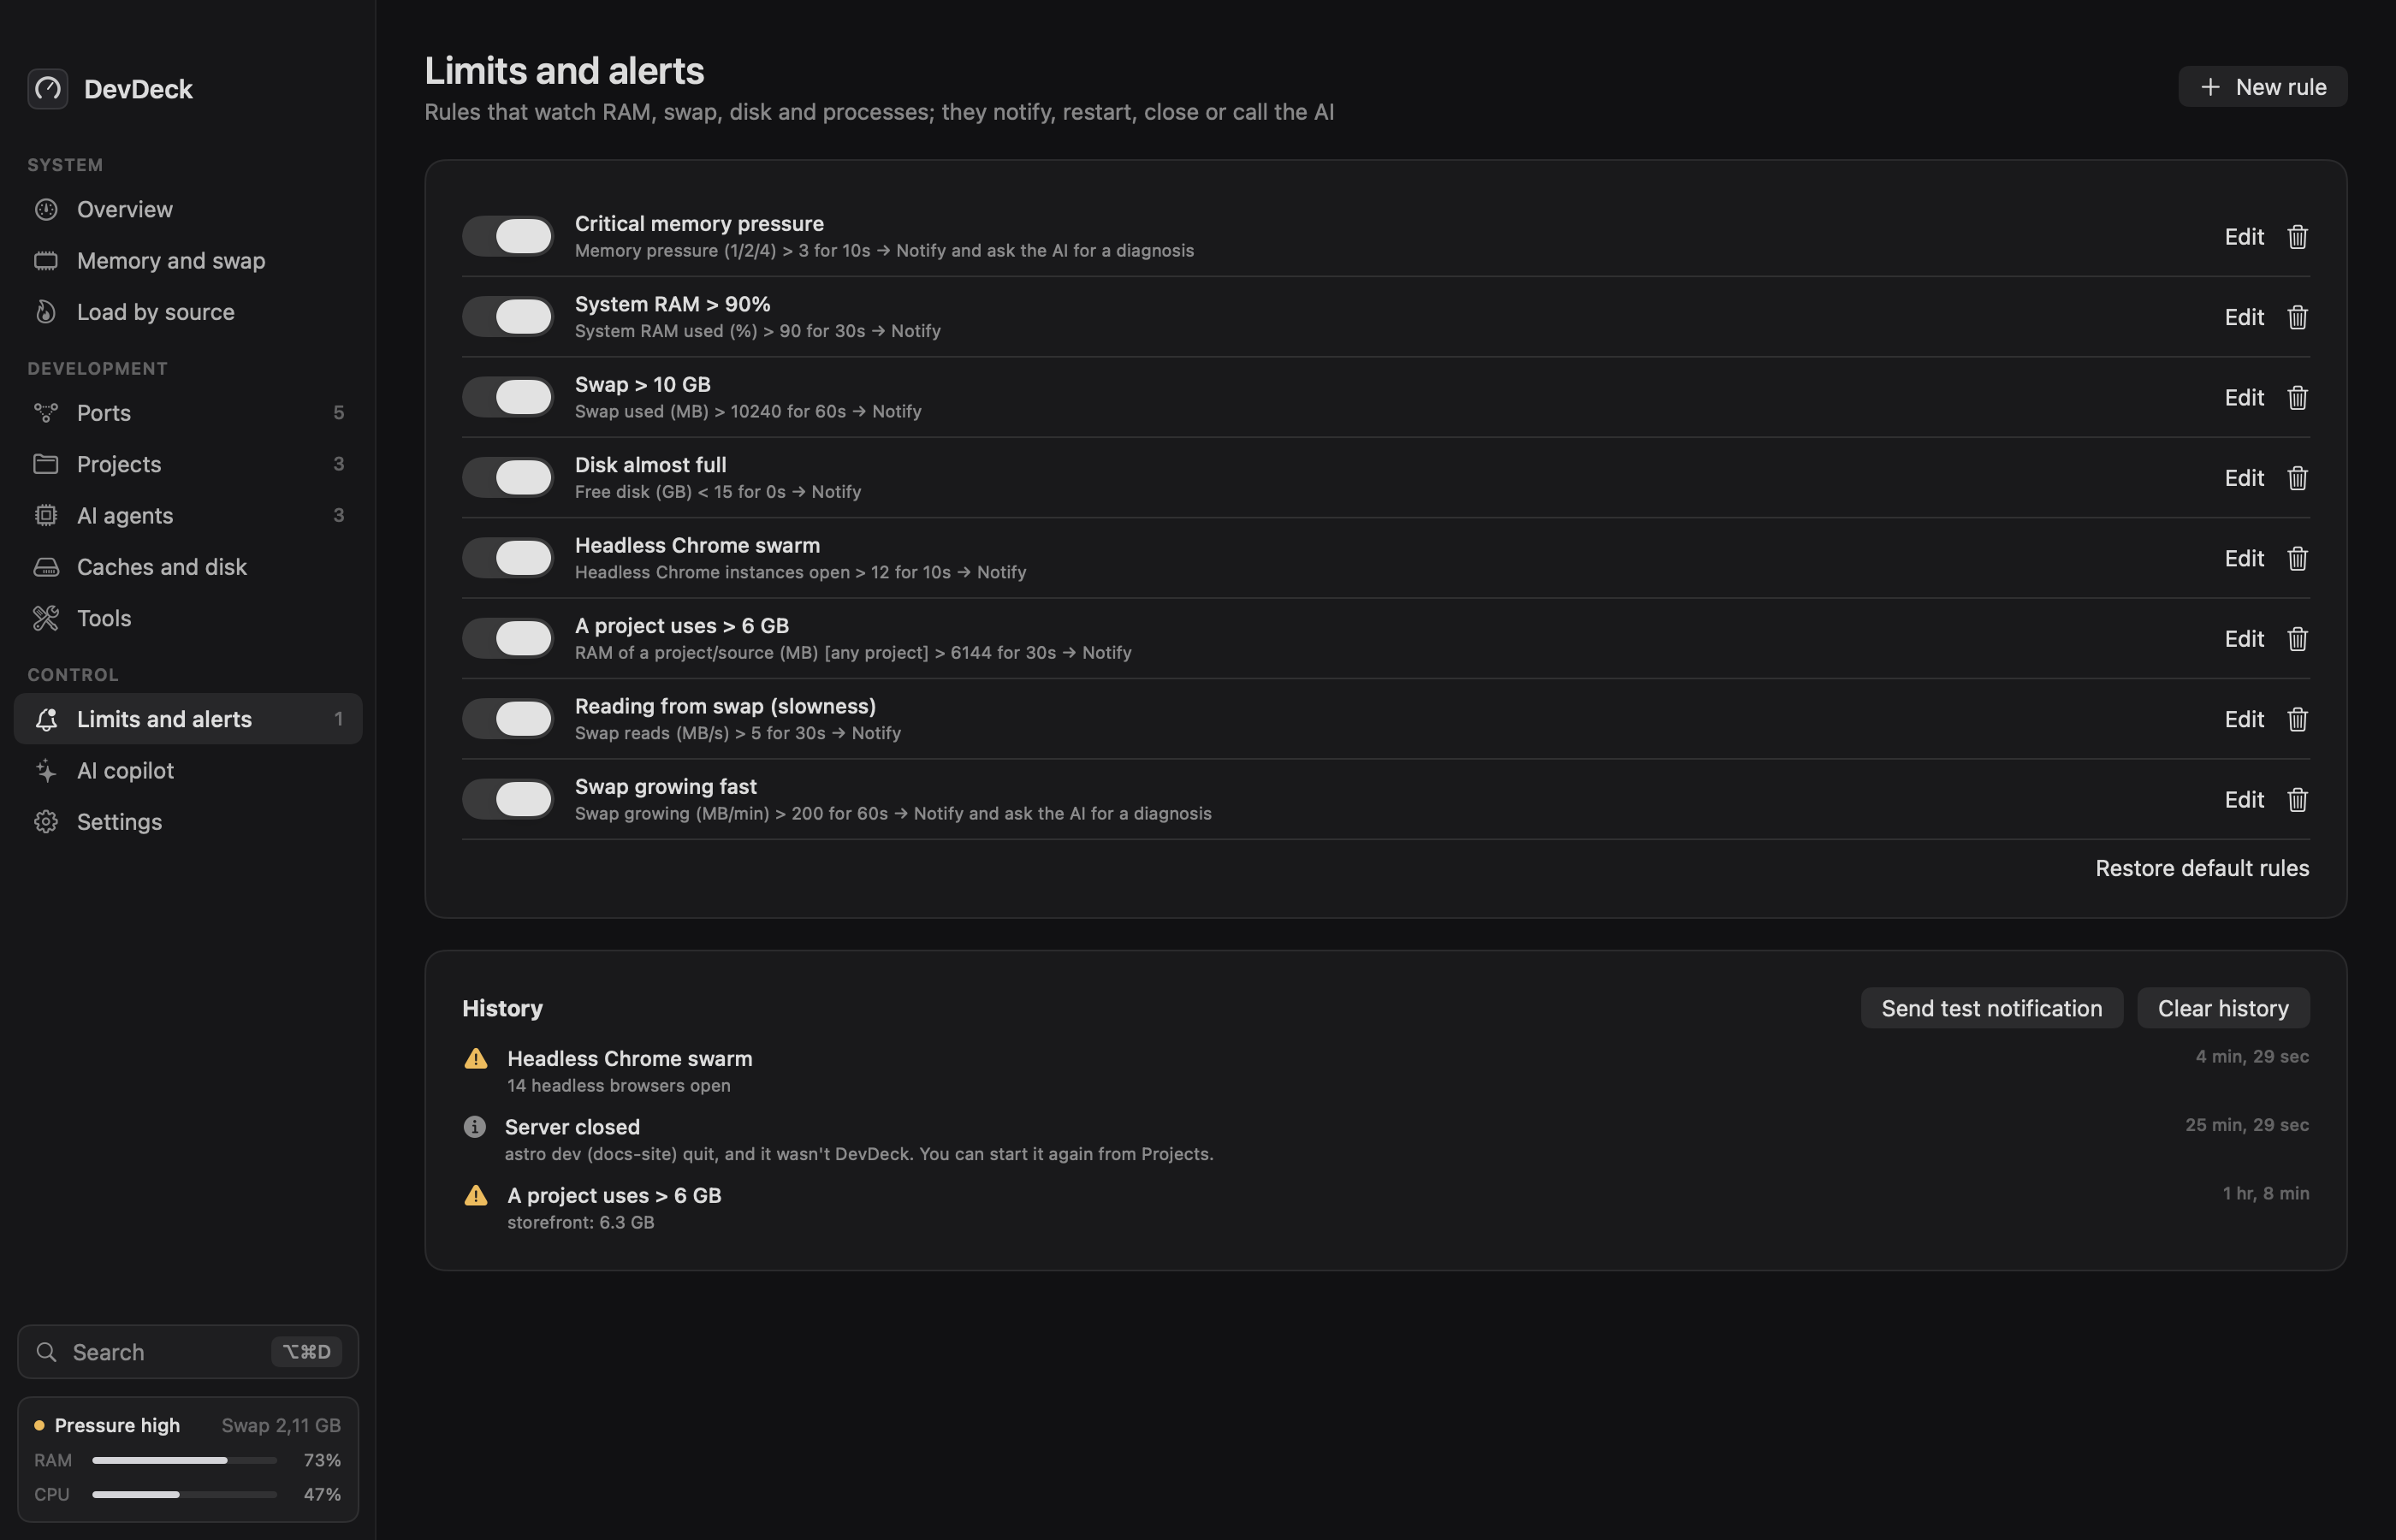 DevDeck
SYSTEM
Overview
Memory and swap
Load by source
DEVELOPMENT
Ports 5
Projects 3
AI agents 3
Caches and disk
Tools
CONTROL
Limits and alerts 1
AI copilot
Settings
Search ⌥⌘D
Pressure high Swap 2,11 GB
RAM 73%
CPU 47%
Limits and alerts
Rules that watch RAM, swap, disk and processes; they notify, restart, close or call the AI
+ New rule
Critical memory pressure
Memory pressure (1/2/4) > 3 for 10s → Notify and ask the AI for a diagnosis
Edit
System RAM > 90%
System RAM used (%) > 90 for 30s → Notify
Edit
Swap > 10 GB
Swap used (MB) > 10240 for 60s → Notify
Edit
Disk almost full
Free disk (GB) < 15 for 0s → Notify
Edit
Headless Chrome swarm
Headless Chrome instances open > 12 for 10s → Notify
Edit
A project uses > 6 GB
RAM of a project/source (MB) [any project] > 6144 for 30s → Notify
Edit
Reading from swap (slowness)
Swap reads (MB/s) > 5 for 30s → Notify
Edit
Swap growing fast
Swap growing (MB/min) > 200 for 60s → Notify and ask the AI for a diagnosis
Edit
Restore default rules
History
Send test notification
Clear history
Headless Chrome swarm 4 min, 29 sec
14 headless browsers open
Server closed 25 min, 29 sec
astro dev (docs-site) quit, and it wasn't DevDeck. You can start it again from Projects.
A project uses > 6 GB 1 hr, 8 min
storefront: 6.3 GB